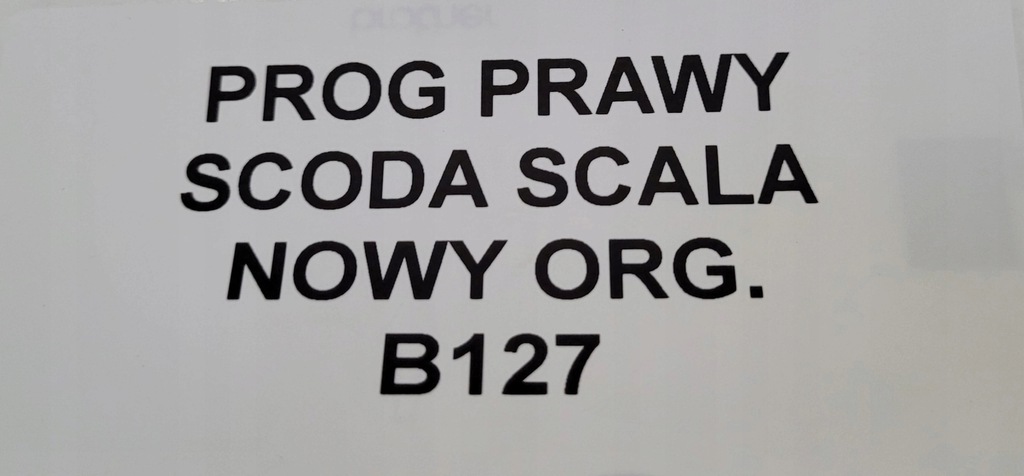 PROG PRAWY
SCODA SCALA
NOWY ORG.
B127